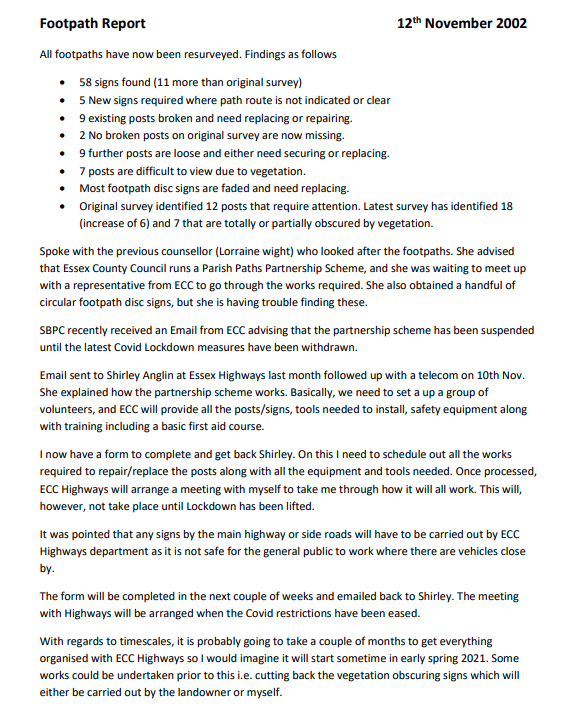 Footpath Report 12th November 2002
All footpaths have now been resurveyed. Findings as follows
• 58 signs found (11 more than original survey)
• 5 New signs required where path route is not indicated or clear
• 9 existing posts broken and need replacing or repairing.
• 2 No broken posts on original survey are now missing.
• 9 further posts are loose and either need securing or replacing.
• 7 posts are difficult to view due to vegetation.
• Most footpath disc signs are faded and need replacing.
• Original survey identified 12 posts that require attention. Latest survey has identified 18
(increase of 6) and 7 that are totally or partially obscured by vegetation.
Spoke with the previous counsellor (Lorraine wight) who looked after the footpaths. She advised
that Essex County Council runs a Parish Paths Partnership Scheme, and she was waiting to meet up
with a representative from ECC to go through the works required. She also obtained a handful of
circular footpath disc signs, but she is having trouble finding these.
SBPC recently received an Email from ECC advising that the partnership scheme has been suspended
until the latest Covid Lockdown measures have been withdrawn.
Email sent to Shirley Anglin at Essex Highways last month followed up with a telecom on 10th Nov.
She explained how the partnership scheme works. Basically, we need to set a up a group of
volunteers, and ECC will provide all the posts/signs, tools needed to install, safety equipment along
with training including a basic first aid course.
I now have a form to complete and get back Shirley. On this I need to schedule out all the works
required to repair/replace the posts along with all the equipment and tools needed. Once processed,
ECC Highways will arrange a meeting with myself to take me through how it will all work. This will,
however, not take place until Lockdown has been lifted.
It was pointed that any signs by the main highway or side roads will have to be carried out by ECC
Highways department as it is not safe for the general public to work where there are vehicles close
by.
The form will be completed in the next couple of weeks and emailed back to Shirley. The meeting
with Highways will be arranged when the Covid restrictions have been eased.
With regards to timescales, it is probably going to take a couple of months to get everything
organised with ECC Highways so I would imagine it will start sometime in early spring 2021. Some
works could be undertaken prior to this i.e. cutting back the vegetation obscuring signs which will
either be carried out by the landowner or myself.